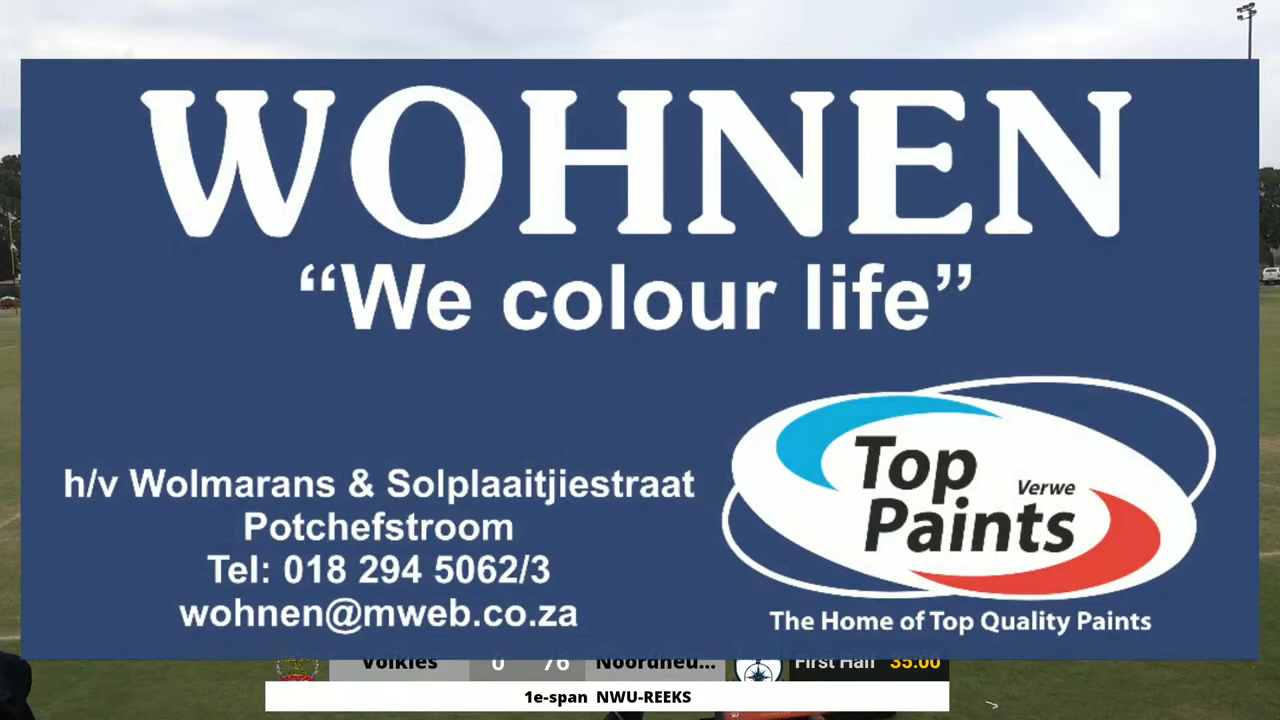 WOHNEN
“We colour life”
h/v Wolmarans & Solplaaitjiestraat
Potchefstroom
Tel: 018 294 5062/3
wohnen@mweb.co.za
Top
Verwe
Paints
The Home of Top Quality Paints
Volkies 0 76 Noordheu... First Half 35:00
1e-span NWU-REEKS